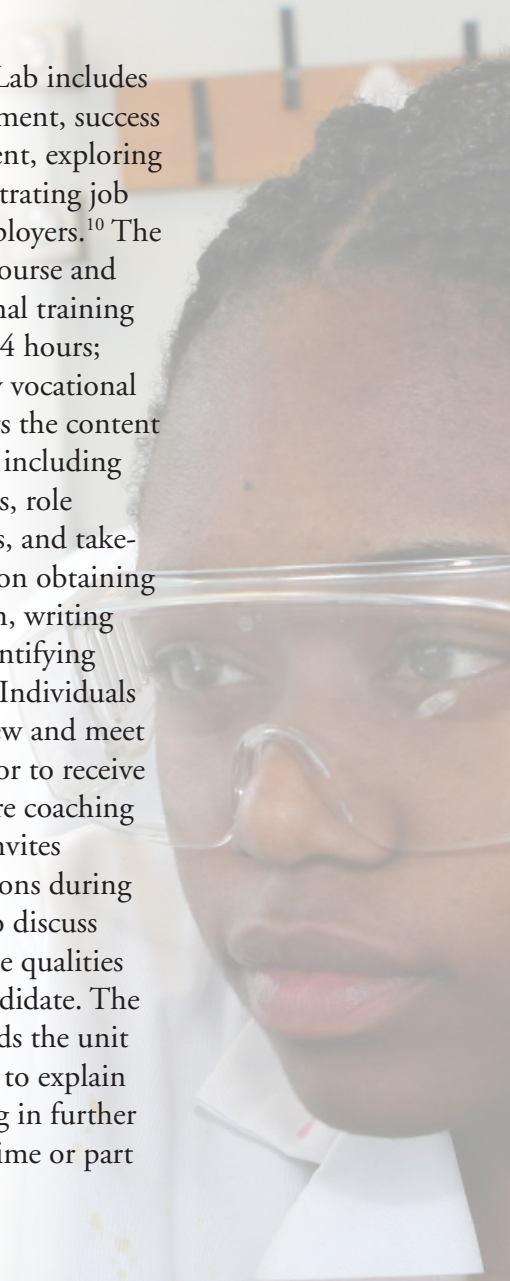 Lab includes
ment, success
ent, exploring
trating job
ployers.10 The
ourse and
nal training
4 hours;
vocational
s the content
including
s, role
s, and take-
on obtaining
n, writing
ntifying
Individuals
ew and meet
or to receive
re coaching
nvites
ons during
o discuss
e qualities
didate. The
ds the unit
to explain
g in further
ime or part